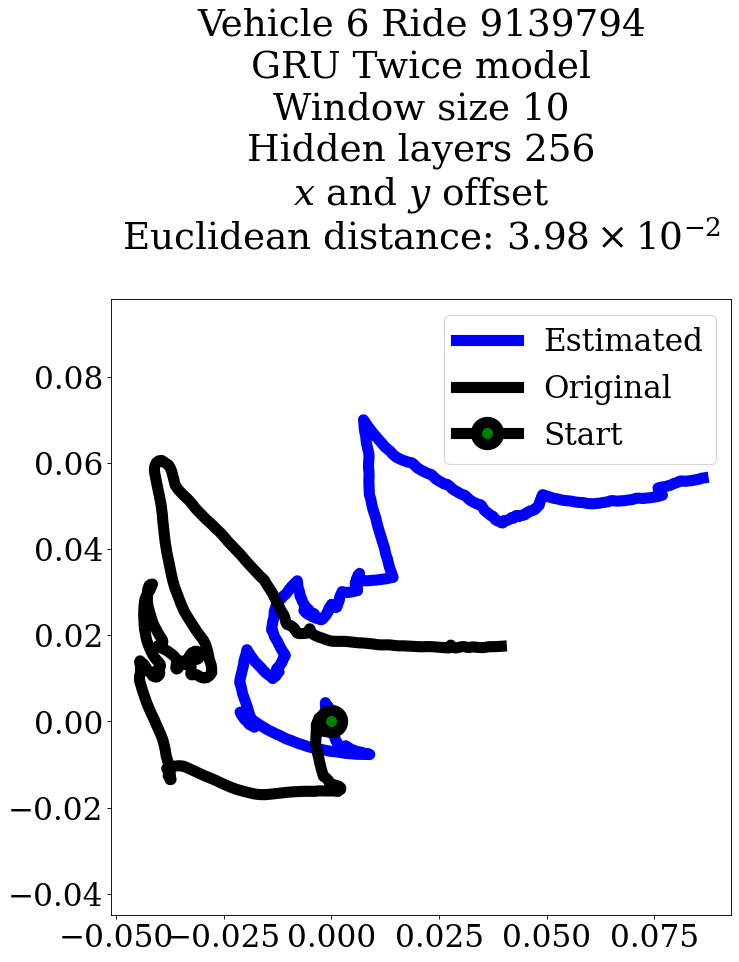 Vehicle 6 Ride 9139794
GRU Twice model
Window size 10
Hidden layers 256
x and y offset
Euclidean distance: 3.98 × 10⁻²
Estimated
Original
Start
0.08
0.06
0.04
0.02
0.00
−0.02
−0.04
−0.050 −0.025 0.000 0.025 0.050 0.075